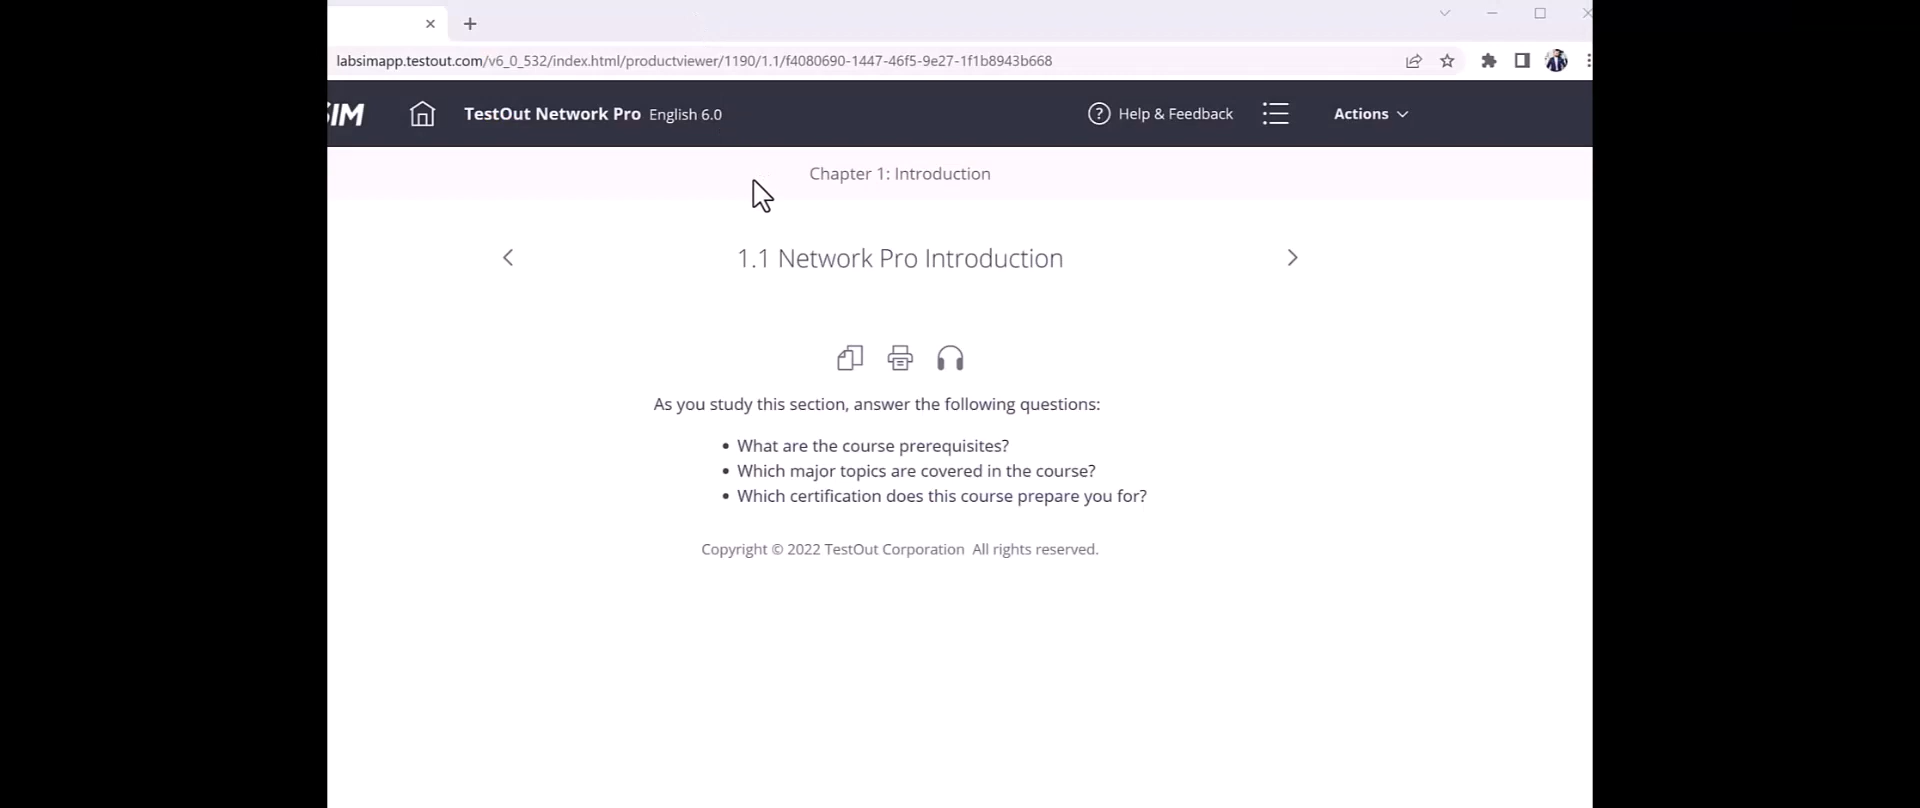 labsimapp.testout.com/v6_0_532/index.html/productviewer/1190/1.1/f4080690-1447-46f5-9e27-1f1b8943b668
SIM TestOut Network Pro English 6.0 ? Help & Feedback Actions
Chapter 1: Introduction
1.1 Network Pro Introduction
As you study this section, answer the following questions:
• What are the course prerequisites?
• Which major topics are covered in the course?
• Which certification does this course prepare you for?
Copyright © 2022 TestOut Corporation All rights reserved.